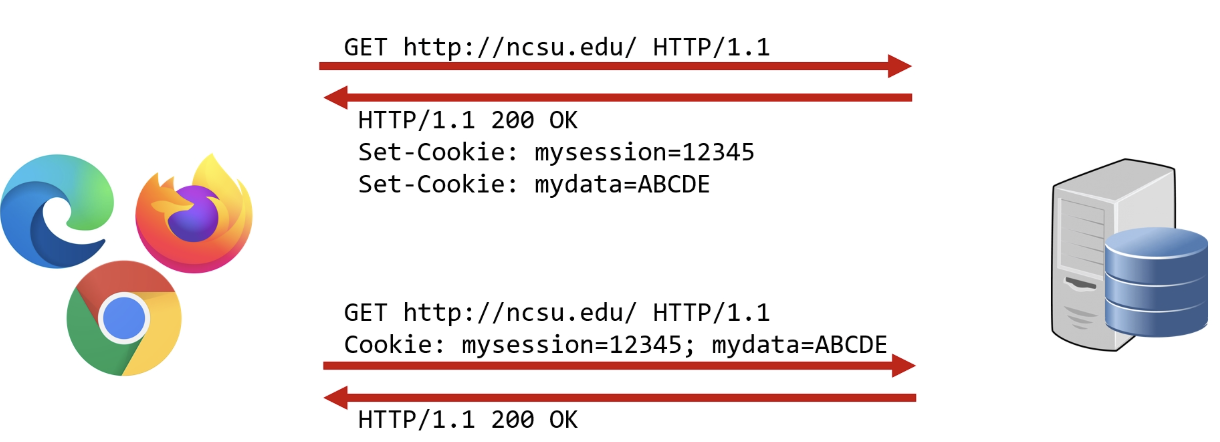 GET http://ncsu.edu/ HTTP/1.1
HTTP/1.1 200 OK
Set-Cookie: mysession=12345
Set-Cookie: mydata=ABCDE
GET http://ncsu.edu/ HTTP/1.1
Cookie: mysession=12345; mydata=ABCDE
HTTP/1.1 200 OK